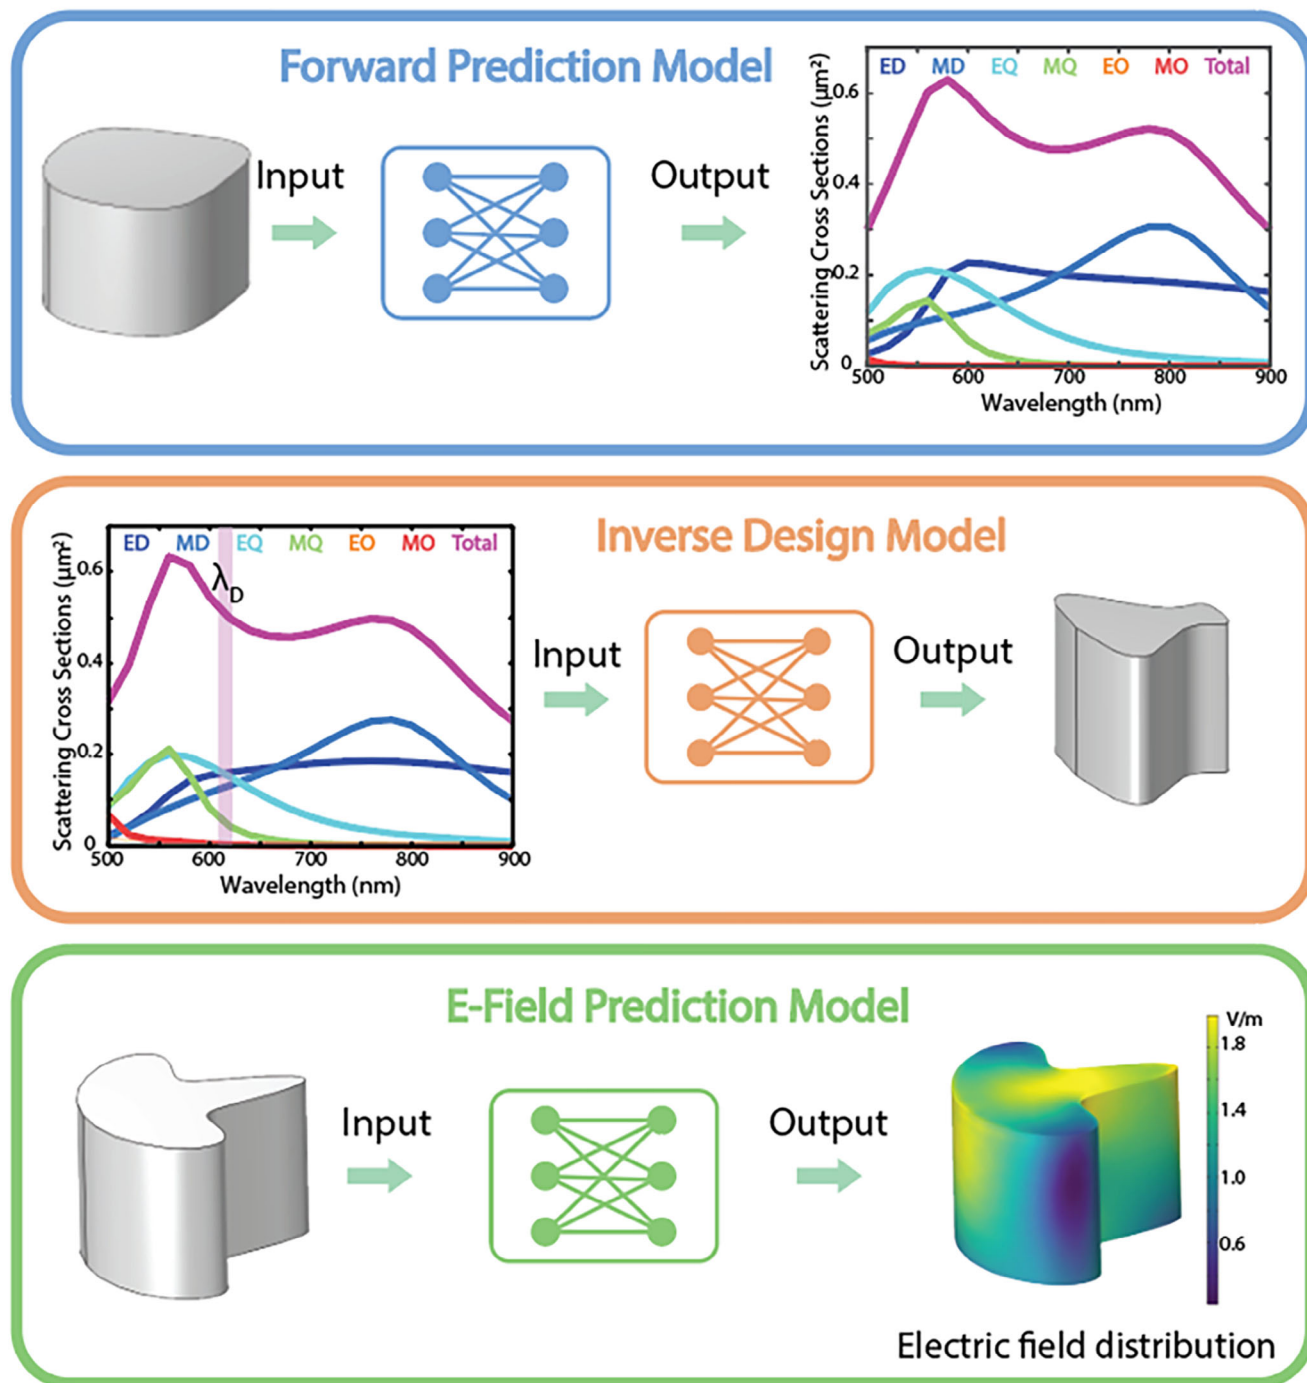 Forward Prediction Model
Input
Output
ED MD EQ MQ EO MO Total
Scattering Cross Sections (µm²)
0.6
0.4
0.2
0
500 600 700 800 900
Wavelength (nm)
Inverse Design Model
ED MD EQ MQ EO MO Total
λD
Scattering Cross Sections (µm²)
0.6
0.4
0.2
0
500 600 700 800 900
Wavelength (nm)
Input
Output
E-Field Prediction Model
Input
Output
V/m
1.8
1.4
1.0
0.6
Electric field distribution